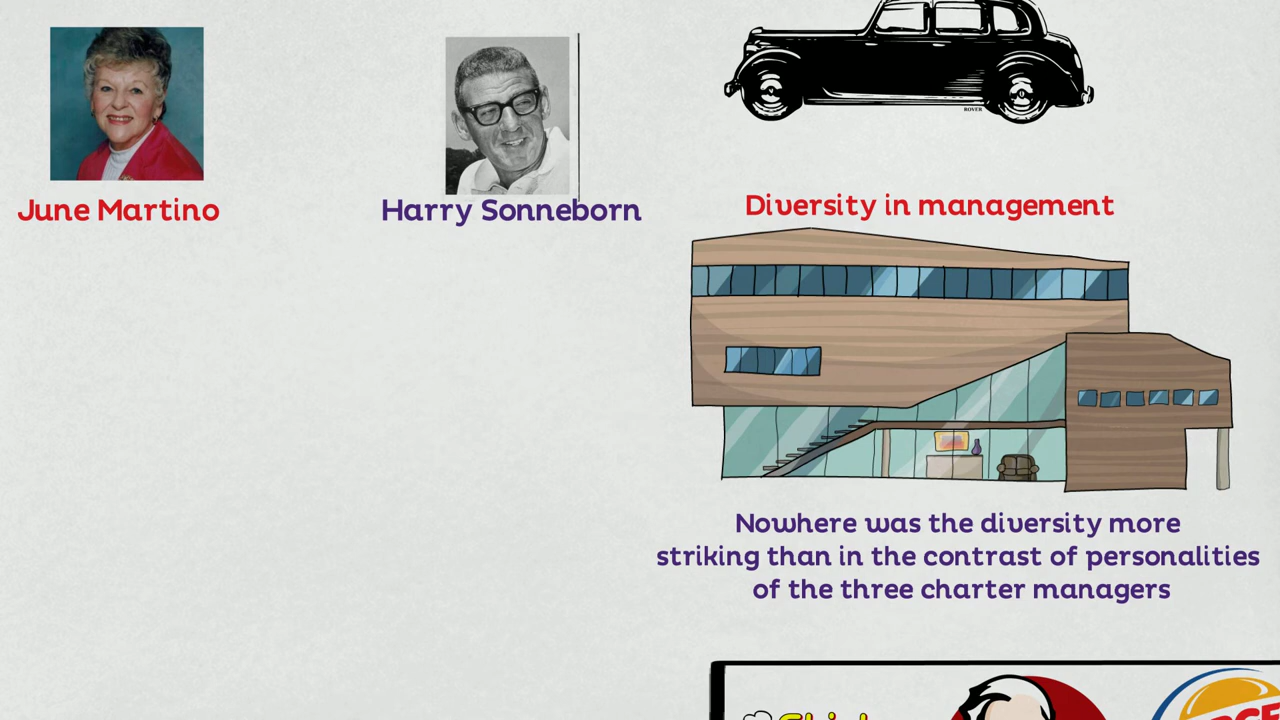 ROVER
June Martino
Harry Sonneborn
Diversity in management
Nowhere was the diversity more
striking than in the contrast of personalities
of the three charter managers